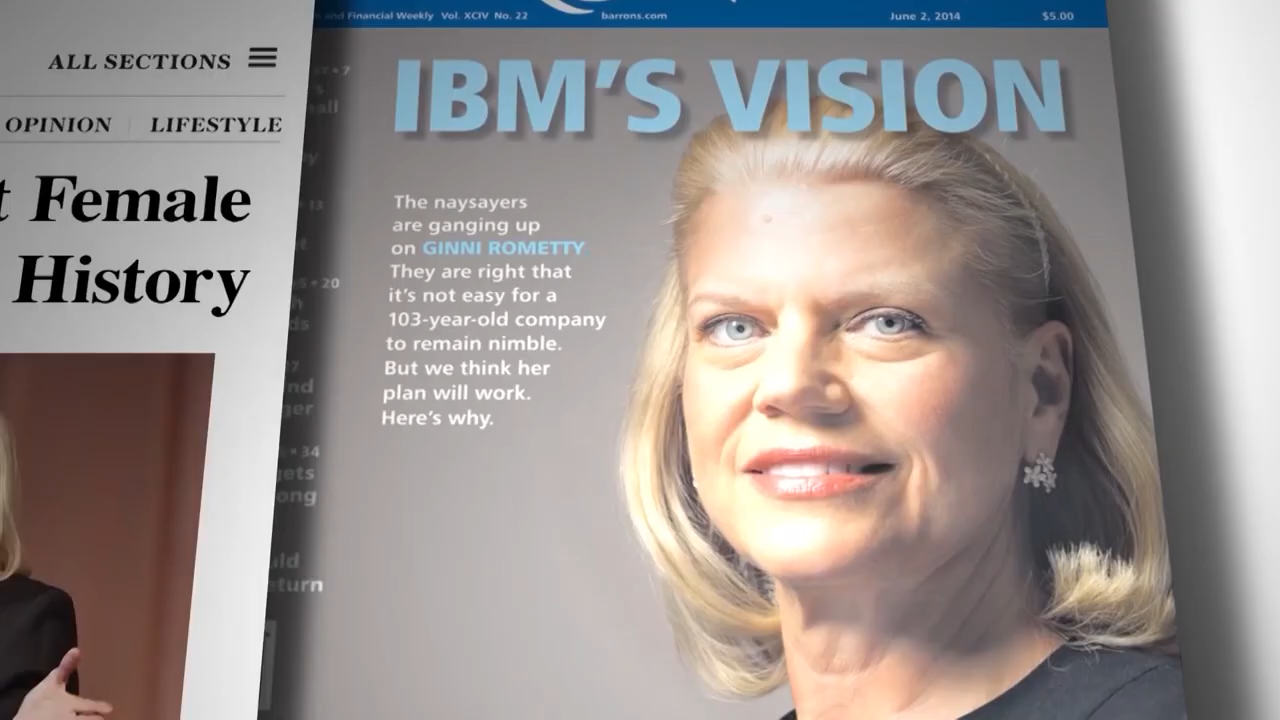 ALL SECTIONS
OPINION | LIFESTYLE
Female
History
and Financial Weekly Vol. XCIV No. 22 barrons.com June 2, 2014 $5.00
IBM'S VISION
The naysayers
are ganging up
on GINNI ROMETTY
They are right that
it's not easy for a
103-year-old company
to remain nimble.
But we think her
plan will work.
Here's why.